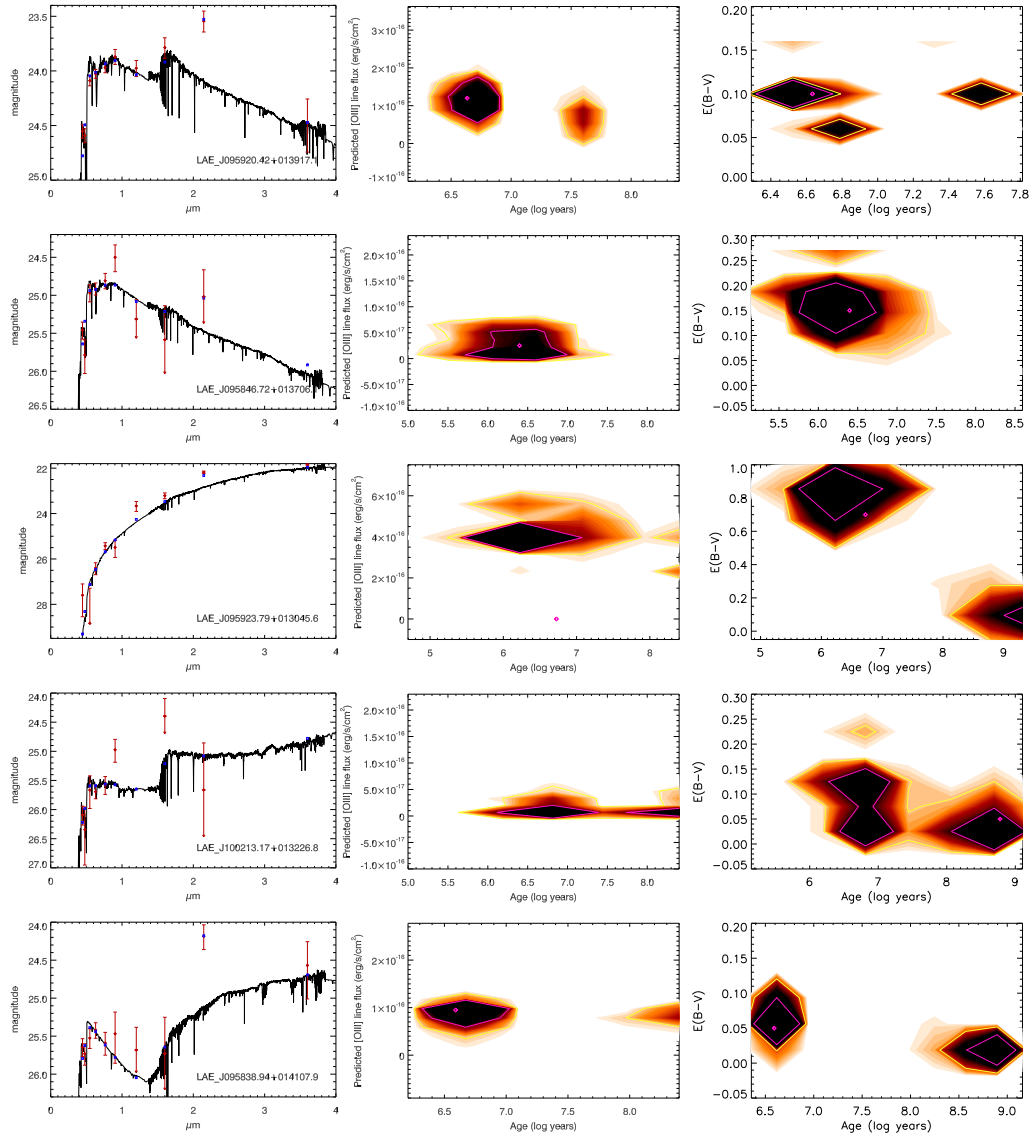 23.5
24.0
24.5
25.0
magnitude
0 1 2 3 4
µm
LAE_J095920.42+013917.
Predicted [OIII] line flux (erg/s/cm²)
3×10⁻¹⁶
2×10⁻¹⁶
1×10⁻¹⁶
0
-1×10⁻¹⁶
6.5 7.0 7.5 8.0
Age (log years)
E(B−V)
0.20
0.15
0.10
0.05
0.00
6.4 6.6 6.8 7.0 7.2 7.4 7.6 7.8
Age (log years)
24.5
25.0
25.5
26.0
26.5
magnitude
0 1 2 3 4
µm
LAE_J095846.72+013706.
Predicted [OIII] line flux (erg/s/cm²)
2.0×10⁻¹⁶
1.5×10⁻¹⁶
1.0×10⁻¹⁶
5.0×10⁻¹⁷
0
-5.0×10⁻¹⁷
-1.0×10⁻¹⁶
5.0 5.5 6.0 6.5 7.0 7.5 8.0
Age (log years)
E(B−V)
0.30
0.25
0.20
0.15
0.10
0.05
0.00
−0.05
5.5 6.0 6.5 7.0 7.5 8.0 8.5
Age (log years)
22
24
26
28
magnitude
0 1 2 3 4
µm
LAE_J095923.79+013045.6
Predicted [OIII] line flux (erg/s/cm²)
6×10⁻¹⁶
4×10⁻¹⁶
2×10⁻¹⁶
0
5 6 7 8
Age (log years)
E(B−V)
1.0
0.8
0.6
0.4
0.2
0.0
5 6 7 8 9
Age (log years)
24.0
24.5
25.0
25.5
26.0
26.5
27.0
magnitude
0 1 2 3 4
µm
LAE_J100213.17+013226.8
Predicted [OIII] line flux (erg/s/cm²)
2.0×10⁻¹⁶
1.5×10⁻¹⁶
1.0×10⁻¹⁶
5.0×10⁻¹⁷
0
-5.0×10⁻¹⁷
-1.0×10⁻¹⁶
5.0 5.5 6.0 6.5 7.0 7.5 8.0
Age (log years)
E(B−V)
0.30
0.25
0.20
0.15
0.10
0.05
0.00
−0.05
6 7 8 9
Age (log years)
24.0
24.5
25.0
25.5
26.0
magnitude
0 1 2 3 4
µm
LAE_J095838.94+014107.9
Predicted [OIII] line flux (erg/s/cm²)
2×10⁻¹⁶
1×10⁻¹⁶
0
6.5 7.0 7.5 8.0
Age (log years)
E(B−V)
0.20
0.15
0.10
0.05
0.00
6.5 7.0 7.5 8.0 8.5 9.0
Age (log years)